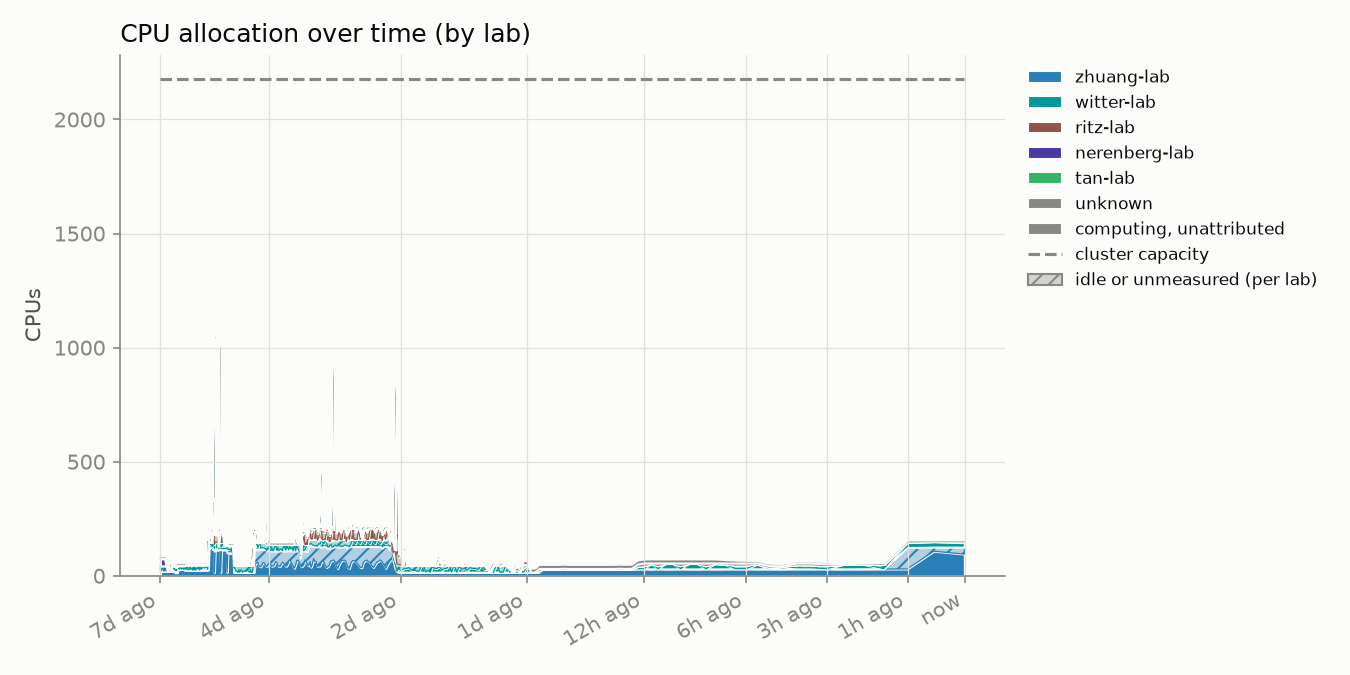 CPU allocation over time (by lab)
CPUs
2000
1500
1000
500
0
7d ago
4d ago
2d ago
1d ago
12h ago
6h ago
3h ago
1h ago
now
zhuang-lab
witter-lab
ritz-lab
nerenberg-lab
tan-lab
unknown
computing, unattributed
cluster capacity
idle or unmeasured (per lab)